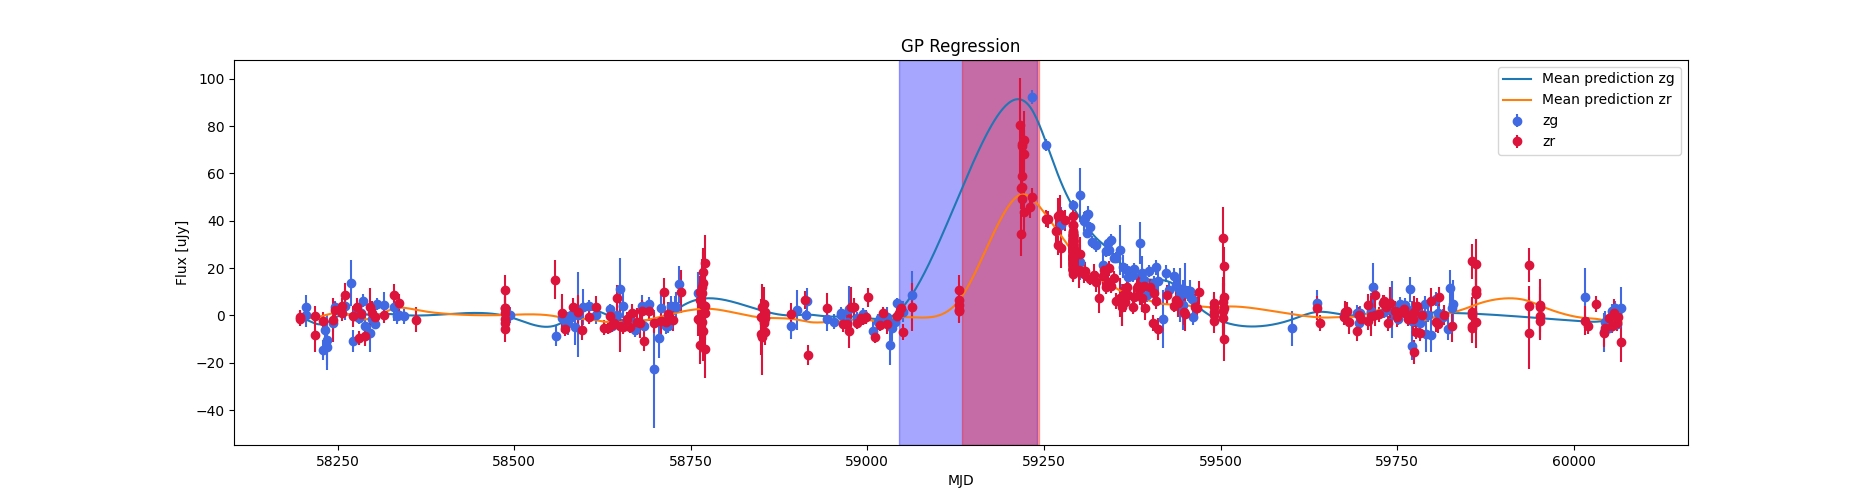 GP Regression
Flux [uJy]
100
80
60
40
20
0
−20
−40
Mean prediction zg
Mean prediction zr
zg
zr
58250 58500 58750 59000 59250 59500 59750 60000
MJD